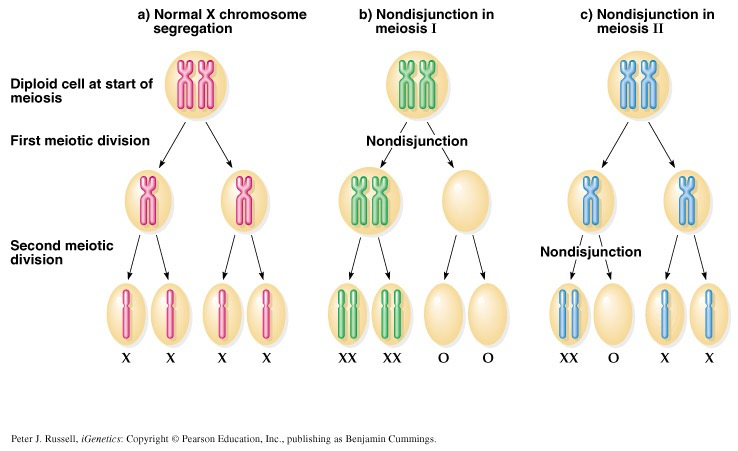 a) Normal X chromosome
segregation
b) Nondisjunction in
meiosis I
c) Nondisjunction in
meiosis II
Diploid cell at start of
meiosis
First meiotic division
Nondisjunction
Second meiotic
division
Nondisjunction
X X X X
XX XX O O
XX O X X
Peter J. Russell, iGenetics: Copyright © Pearson Education, Inc., publishing as Benjamin Cummings.